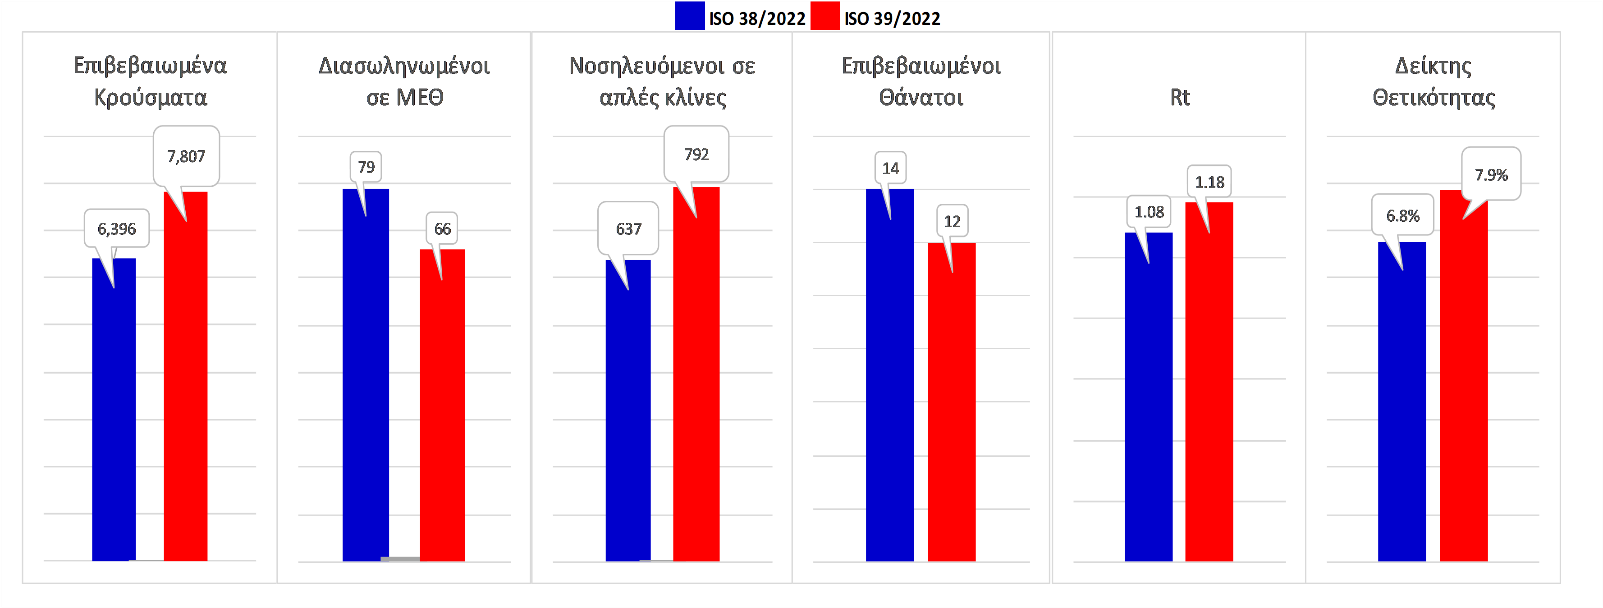 ISO 38/2022 ISO 39/2022
Επιβεβαιωμένα
Κρούσματα
6,396
7,807
Διασωληνωμένοι
σε ΜΕΘ
79
66
Νοσηλευόμενοι σε
απλές κλίνες
637
792
Επιβεβαιωμένοι
Θάνατοι
14
12
Rt
1.08
1.18
Δείκτης
Θετικότητας
6.8%
7.9%